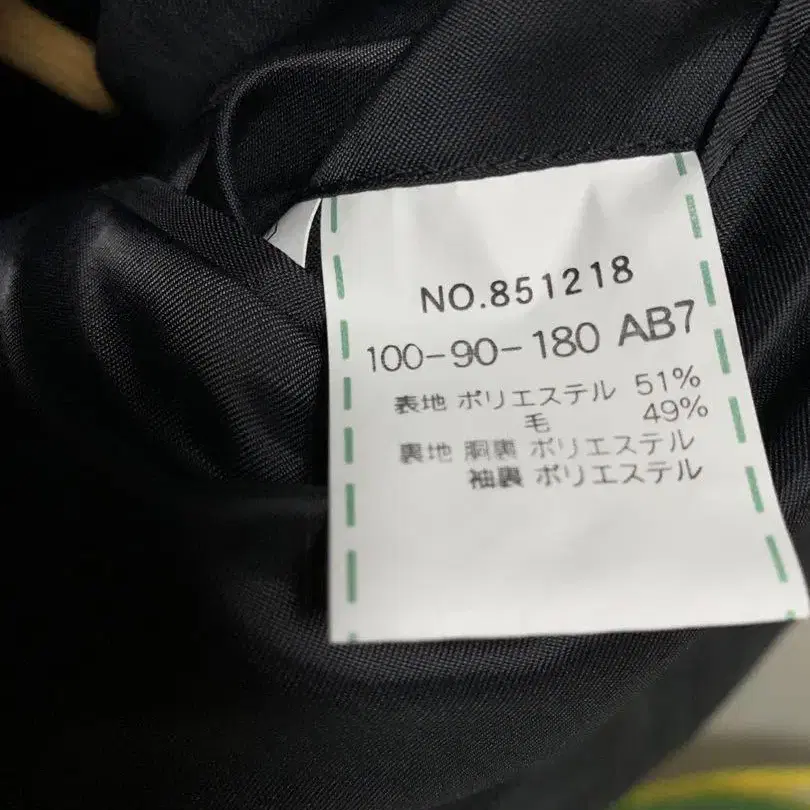 NO.851218
100-90-180 AB7
表地 ポリエステル 51%
毛 49%
裏地 胴裏 ポリエステル
袖裏 ポリエステル